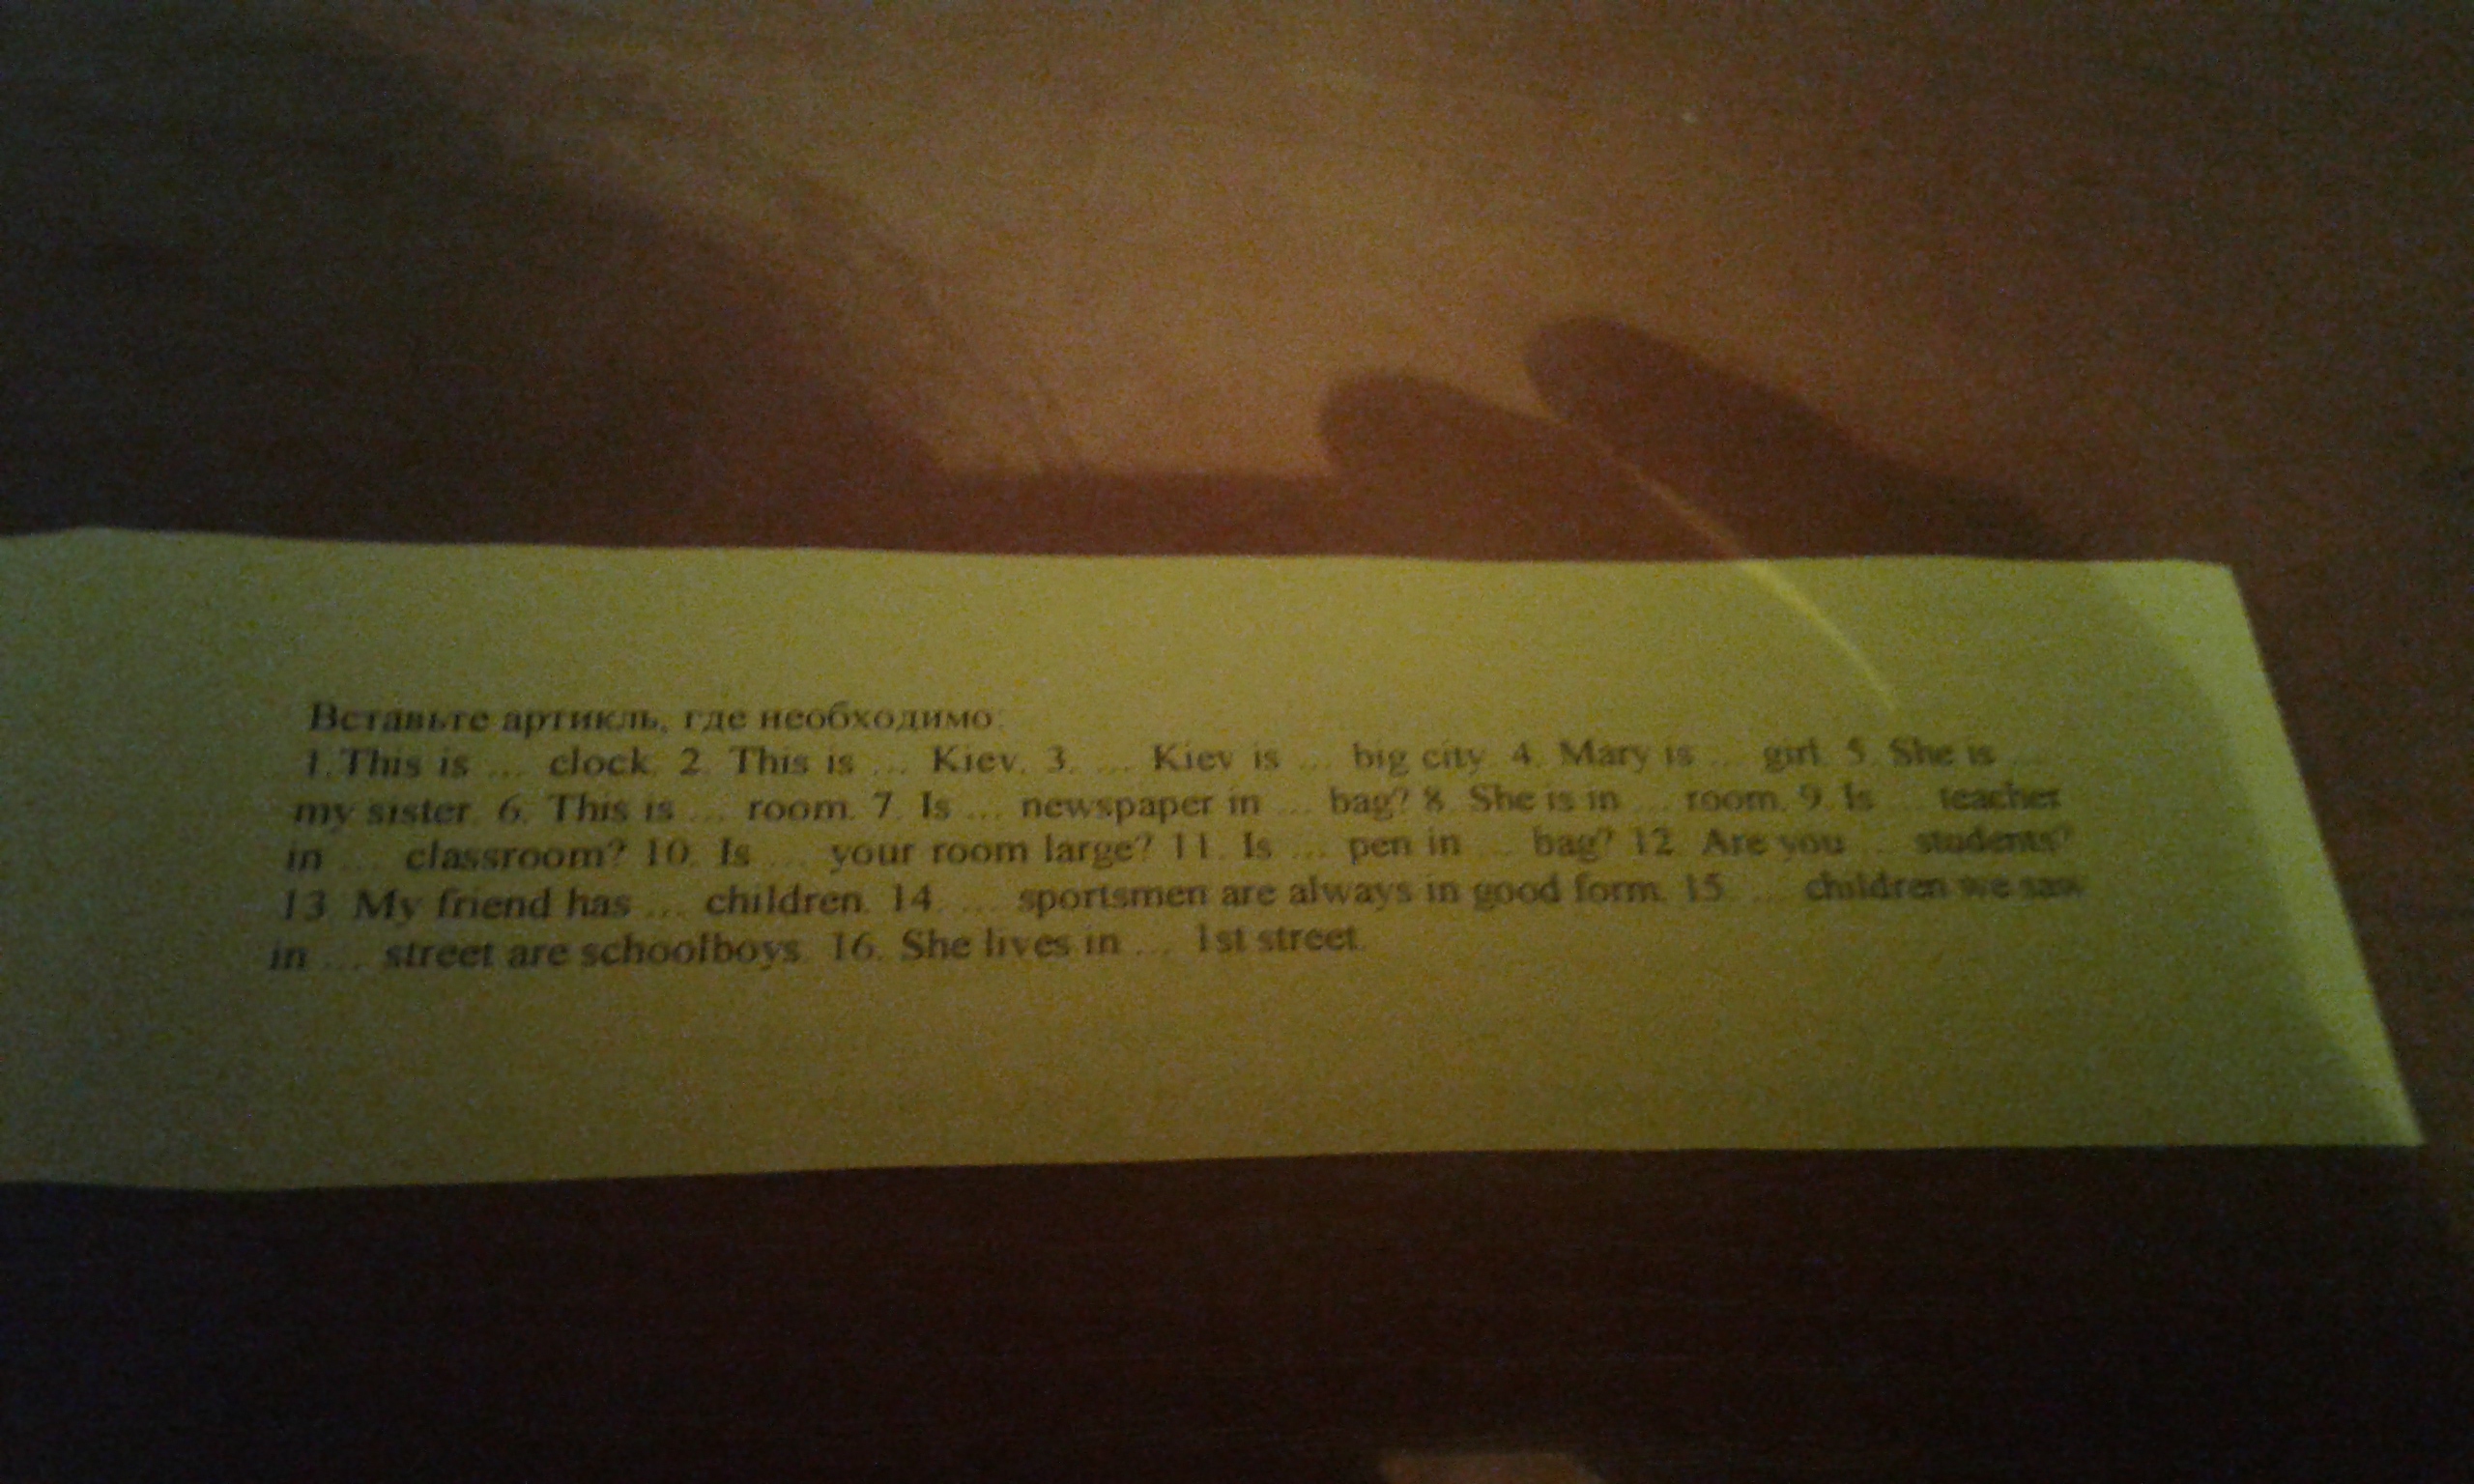 Вставьте артикль, где необходимо:
1.This is ... clock. 2. This is ... Kiev. 3. ... Kiev is ... big city. 4. Mary is ... girl. 5. She is ...
my sister. 6. This is ... room. 7. Is ... newspaper in ... bag? 8. She is in ... room. 9. Is ... teacher
in ... classroom? 10. Is ... your room large? 11. Is ... pen in ... bag? 12. Are you ... students?
13. My friend has ... children. 14. ... sportsmen are always in good form. 15. ... children we saw
in ... street are schoolboys. 16. She lives in ... 1st street.